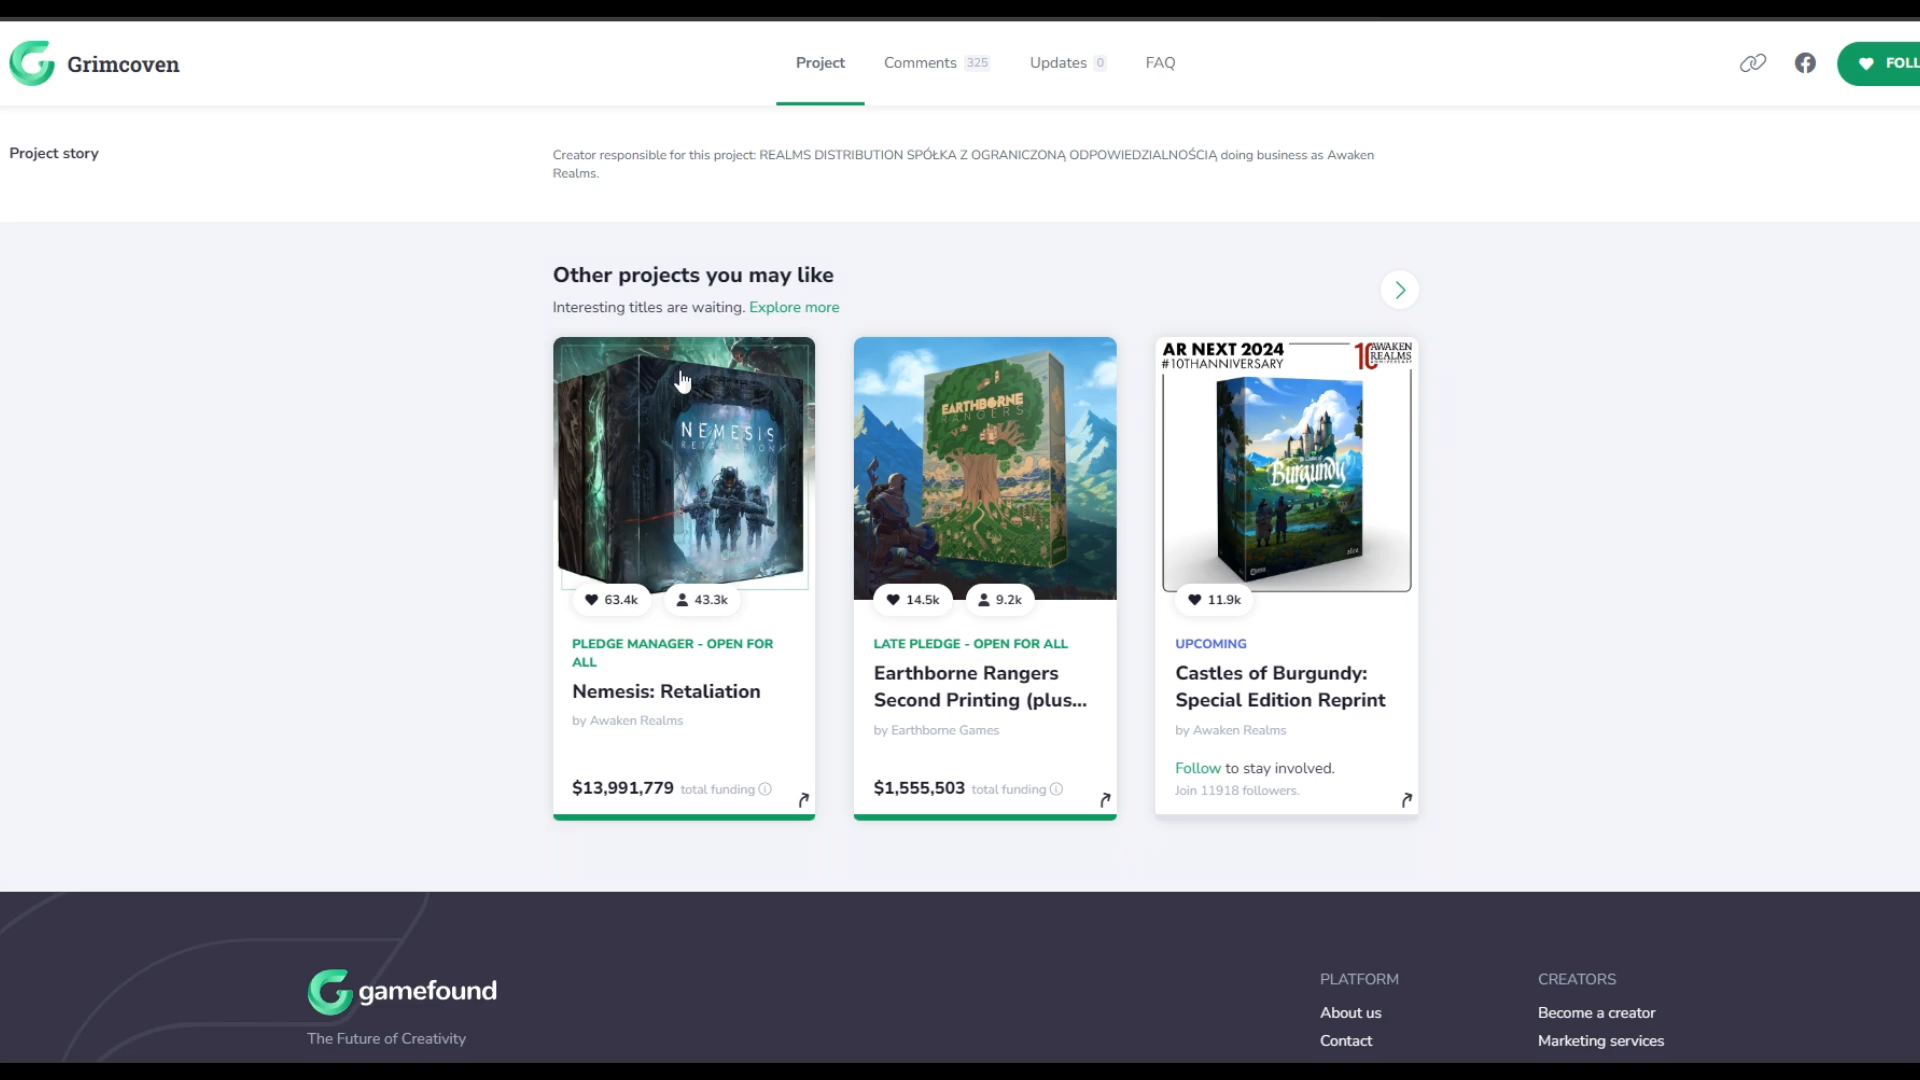 Grimcoven
Project
Comments 325
Updates 0
FAQ
FOLL
Project story
Creator responsible for this project: REALMS DISTRIBUTION SPÓŁKA Z OGRANICZONĄ ODPOWIEDZIALNOŚCIĄ doing business as Awaken
Realms.
Other projects you may like
Interesting titles are waiting. Explore more
NEMESIS
RETALIATION
63.4k
43.3k
PLEDGE MANAGER - OPEN FOR
ALL
Nemesis: Retaliation
by Awaken Realms
$13,991,779 total funding
EARTHBORNE
RANGERS
14.5k
9.2k
LATE PLEDGE - OPEN FOR ALL
Earthborne Rangers
Second Printing (plus...
by Earthborne Games
$1,555,503 total funding
AR NEXT 2024
#10THANNIVERSARY
10 AWAKEN
REALMS
ANNIVERSARY
Burgundy
11.9k
UPCOMING
Castles of Burgundy:
Special Edition Reprint
by Awaken Realms
Follow to stay involved.
Join 11918 followers.
gamefound
The Future of Creativity
PLATFORM
About us
Contact
CREATORS
Become a creator
Marketing services